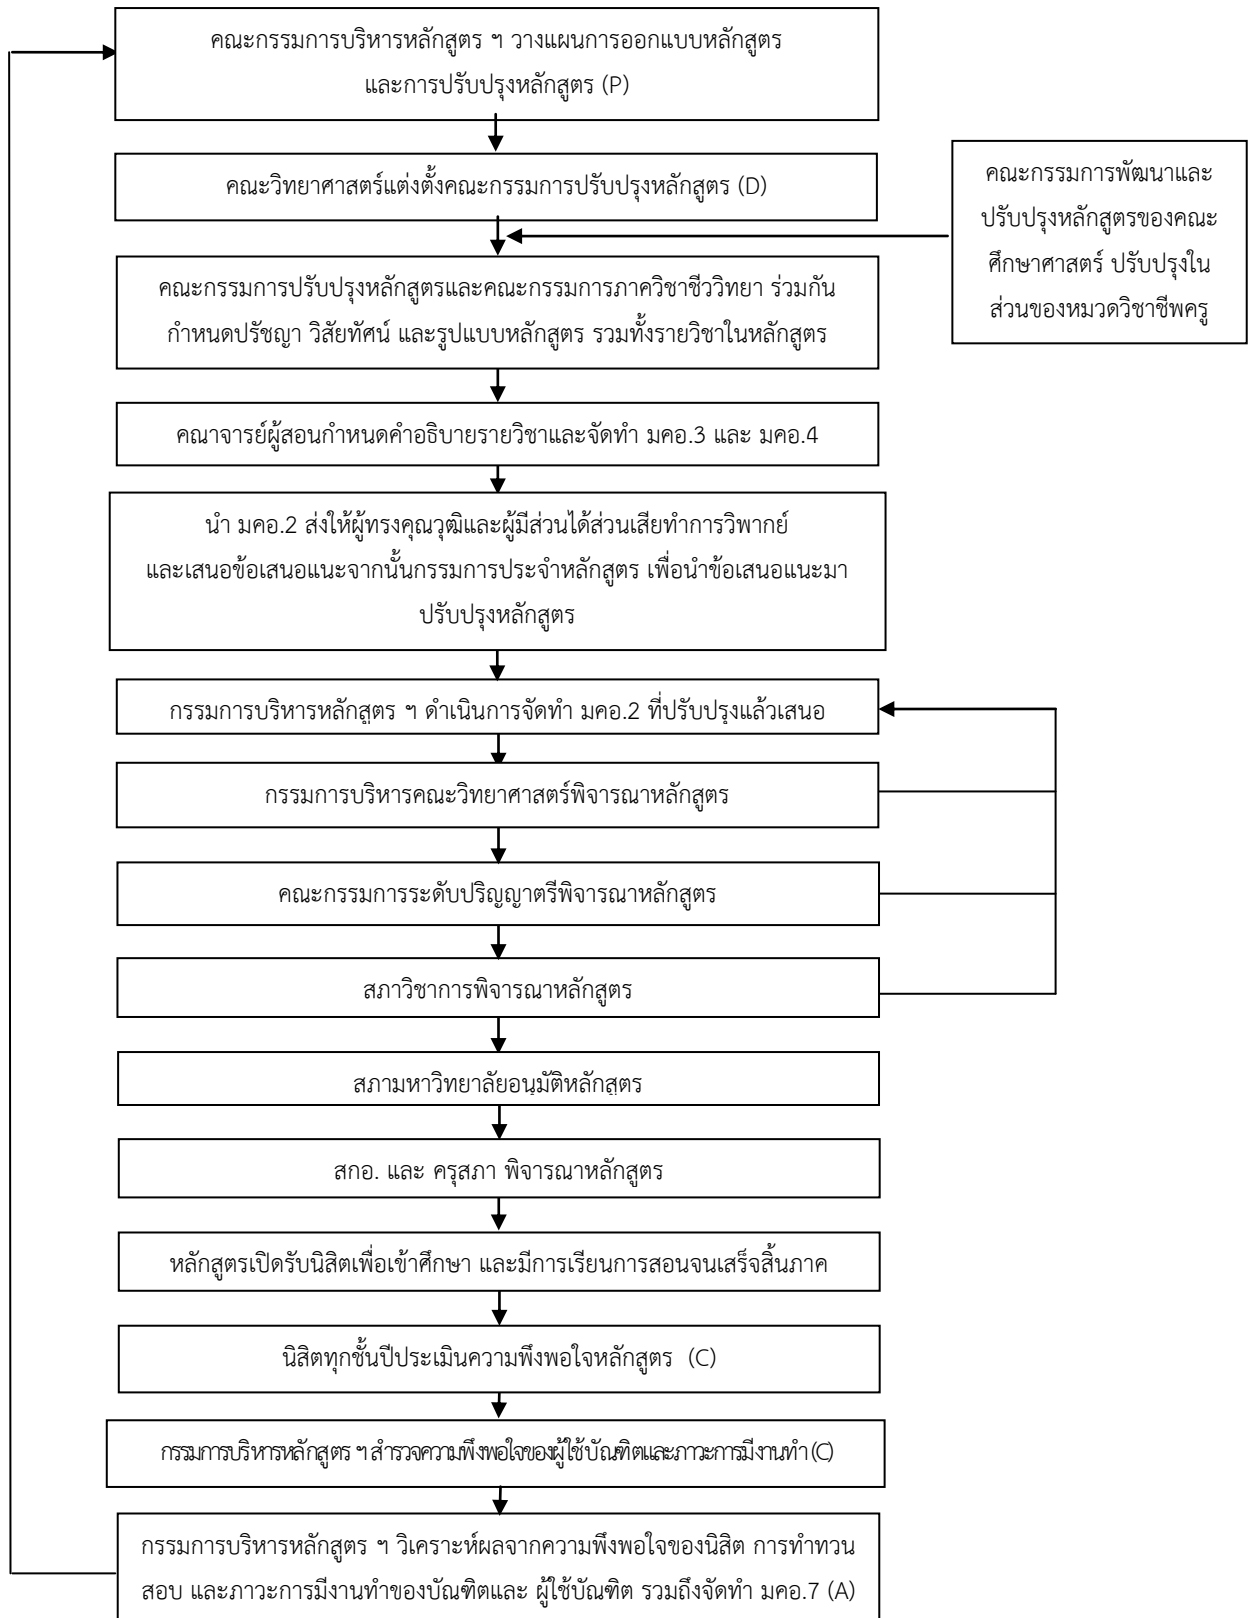 คณะกรรมการบริหารหลักสูตร ฯ วางแผนการออกแบบหลักสูตร
และการปรับปรุงหลักสูตร (P)
คณะวิทยาศาสตร์แต่งตั้งคณะกรรมการปรับปรุงหลักสูตร (D)
คณะกรรมการพัฒนาและ
ปรับปรุงหลักสูตรของคณะ
ศึกษาศาสตร์ ปรับปรุงใน
ส่วนของหมวดวิชาชีพครู
คณะกรรมการปรับปรุงหลักสูตรและคณะกรรมการภาควิชาชีววิทยา ร่วมกัน
กำหนดปรัชญา วิสัยทัศน์ และรูปแบบหลักสูตร รวมทั้งรายวิชาในหลักสูตร
คณาจารย์ผู้สอนกำหนดคำอธิบายรายวิชาและจัดทำ มคอ.3 และ มคอ.4
นำ มคอ.2 ส่งให้ผู้ทรงคุณวุฒิและผู้มีส่วนได้ส่วนเสียทำการวิพากย์
และเสนอข้อเสนอแนะจากนั้นกรรมการประจำหลักสูตร เพื่อนำข้อเสนอแนะมา
ปรับปรุงหลักสูตร
กรรมการบริหารหลักสูตร ฯ ดำเนินการจัดทำ มคอ.2 ที่ปรับปรุงแล้วเสนอ
กรรมการบริหารคณะวิทยาศาสตร์พิจารณาหลักสูตร
คณะกรรมการระดับปริญญาตรีพิจารณาหลักสูตร
สภาวิชาการพิจารณาหลักสูตร
สภามหาวิทยาลัยอนุมัติหลักสูตร
สกอ. และ ครุสภา พิจารณาหลักสูตร
หลักสูตรเปิดรับนิสิตเพื่อเข้าศึกษา และมีการเรียนการสอนจนเสร็จสิ้นภาค
นิสิตทุกชั้นปีประเมินความพึงพอใจหลักสูตร (C)
กรรมการบริหารหลักสูตร ฯ สำรวจความพึงพอใจของผู้ใช้บัณฑิตและภาวะการมีงานทำ (C)
กรรมการบริหารหลักสูตร ฯ วิเคราะห์ผลจากความพึงพอใจของนิสิต การทำทวน
สอบ และภาวะการมีงานทำของบัณฑิตและ ผู้ใช้บัณฑิต รวมถึงจัดทำ มคอ.7 (A)